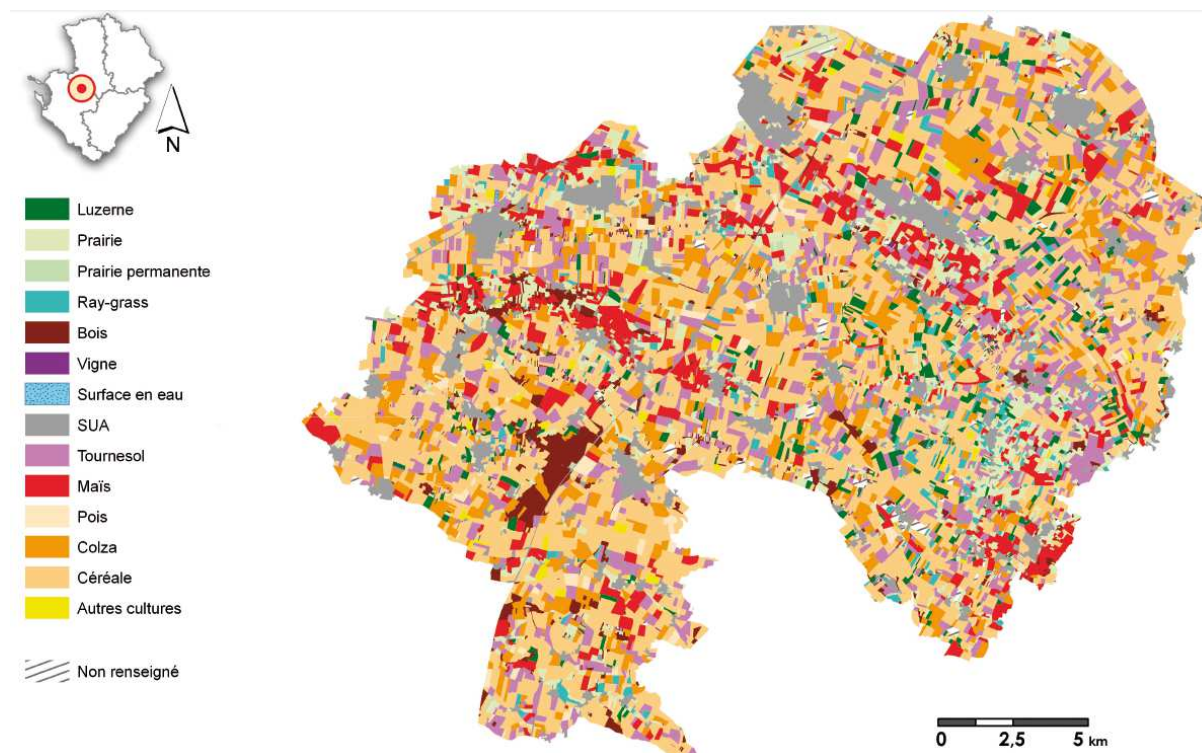 N
Luzerne
Prairie
Prairie permanente
Ray-grass
Bois
Vigne
Surface en eau
SUA
Tournesol
Maïs
Pois
Colza
Céréale
Autres cultures
Non renseigné
0 2,5 5 km